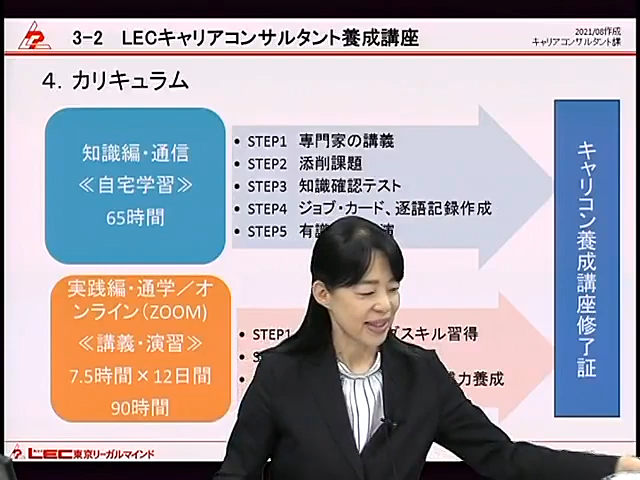 3-2 LECキャリアコンサルタント養成講座
2021/08作成
キャリアコンサルタント課
4．カリキュラム
知識編・通信
≪自宅学習≫
65時間
• STEP1 専門家の講義
• STEP2 添削課題
• STEP3 知識確認テスト
• STEP4 ジョブ・カード、逐語記録作成
• STEP5 有
実践編・通学／オ
ンライン（ZOOM）
≪講義・演習≫
7.5時間×12日間
90時間
• STEP1
スキル習得
力養成
キャリコン養成講座修了証
LEC東京リーガルマインド